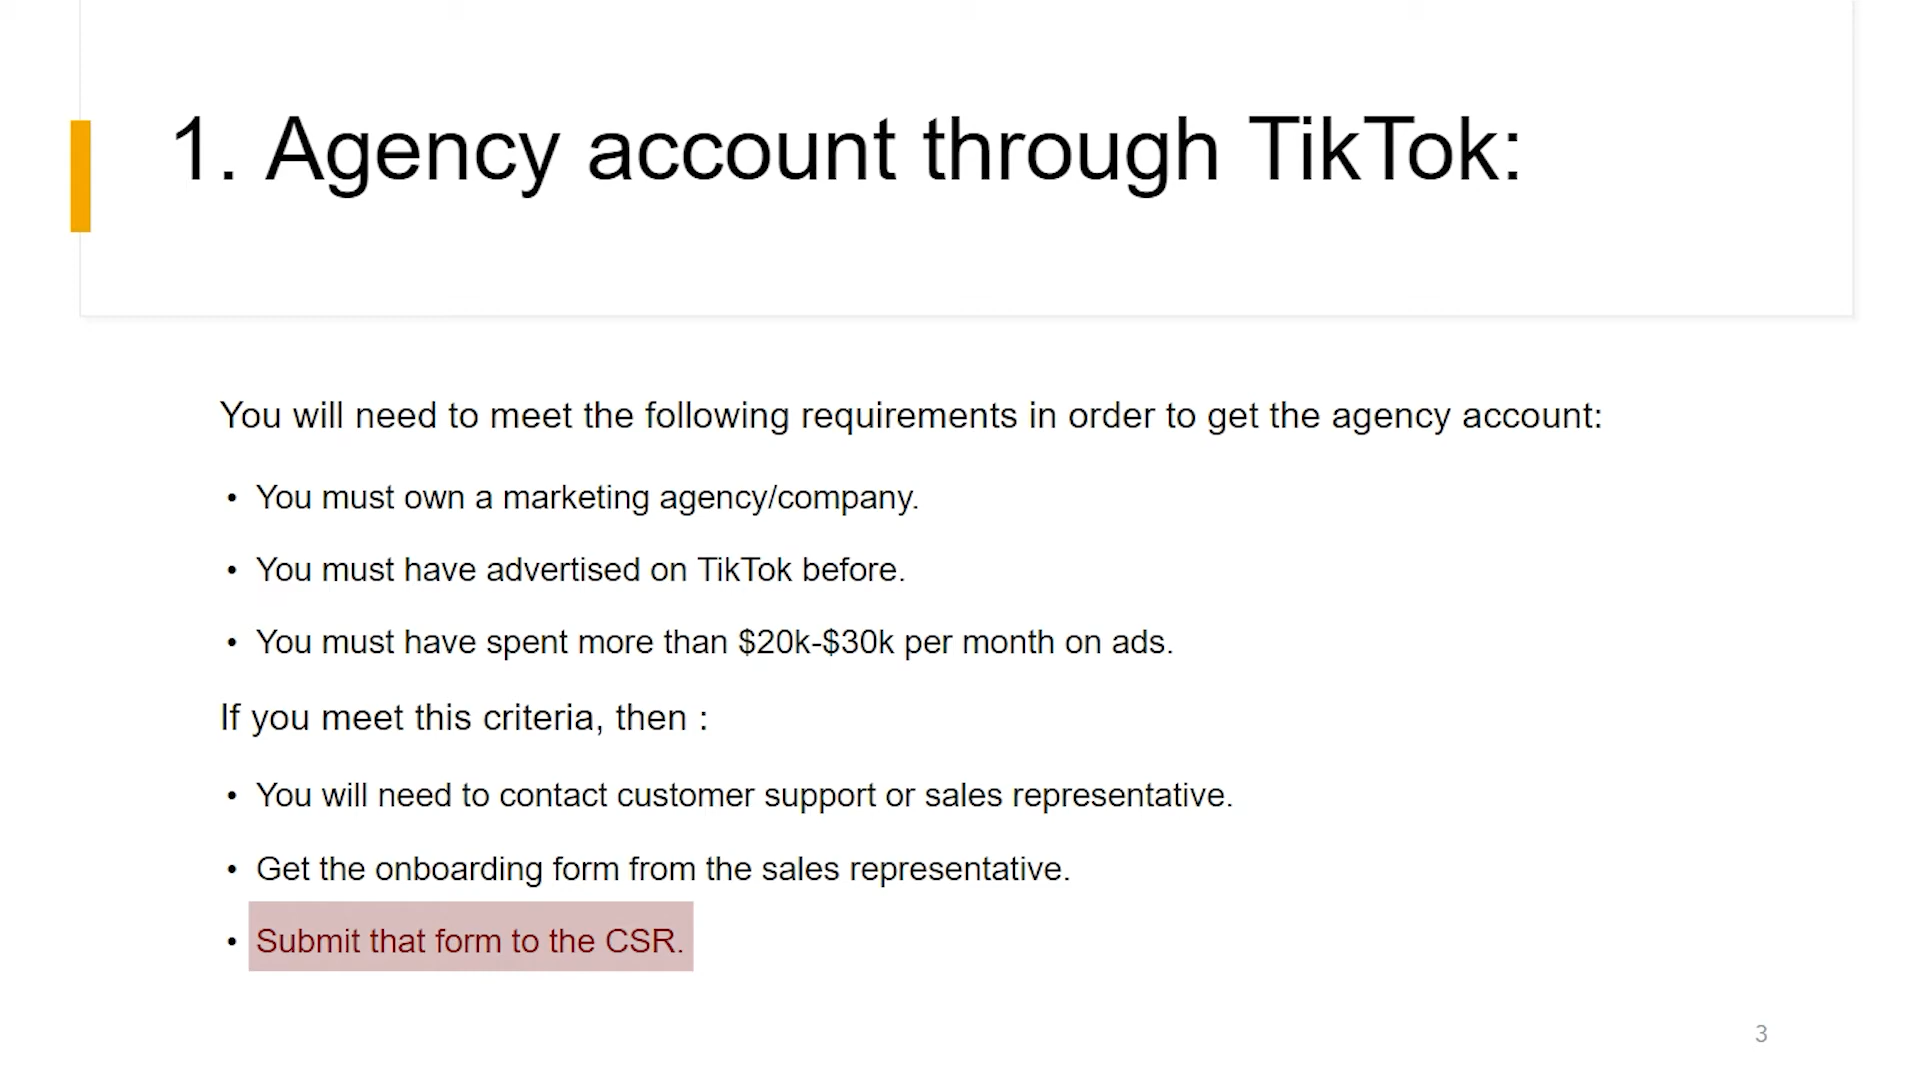 1. Agency account through TikTok:
You will need to meet the following requirements in order to get the agency account:
• You must own a marketing agency/company.
• You must have advertised on TikTok before.
• You must have spent more than $20k-$30k per month on ads.
If you meet this criteria, then :
• You will need to contact customer support or sales representative.
• Get the onboarding form from the sales representative.
• Submit that form to the CSR.
3